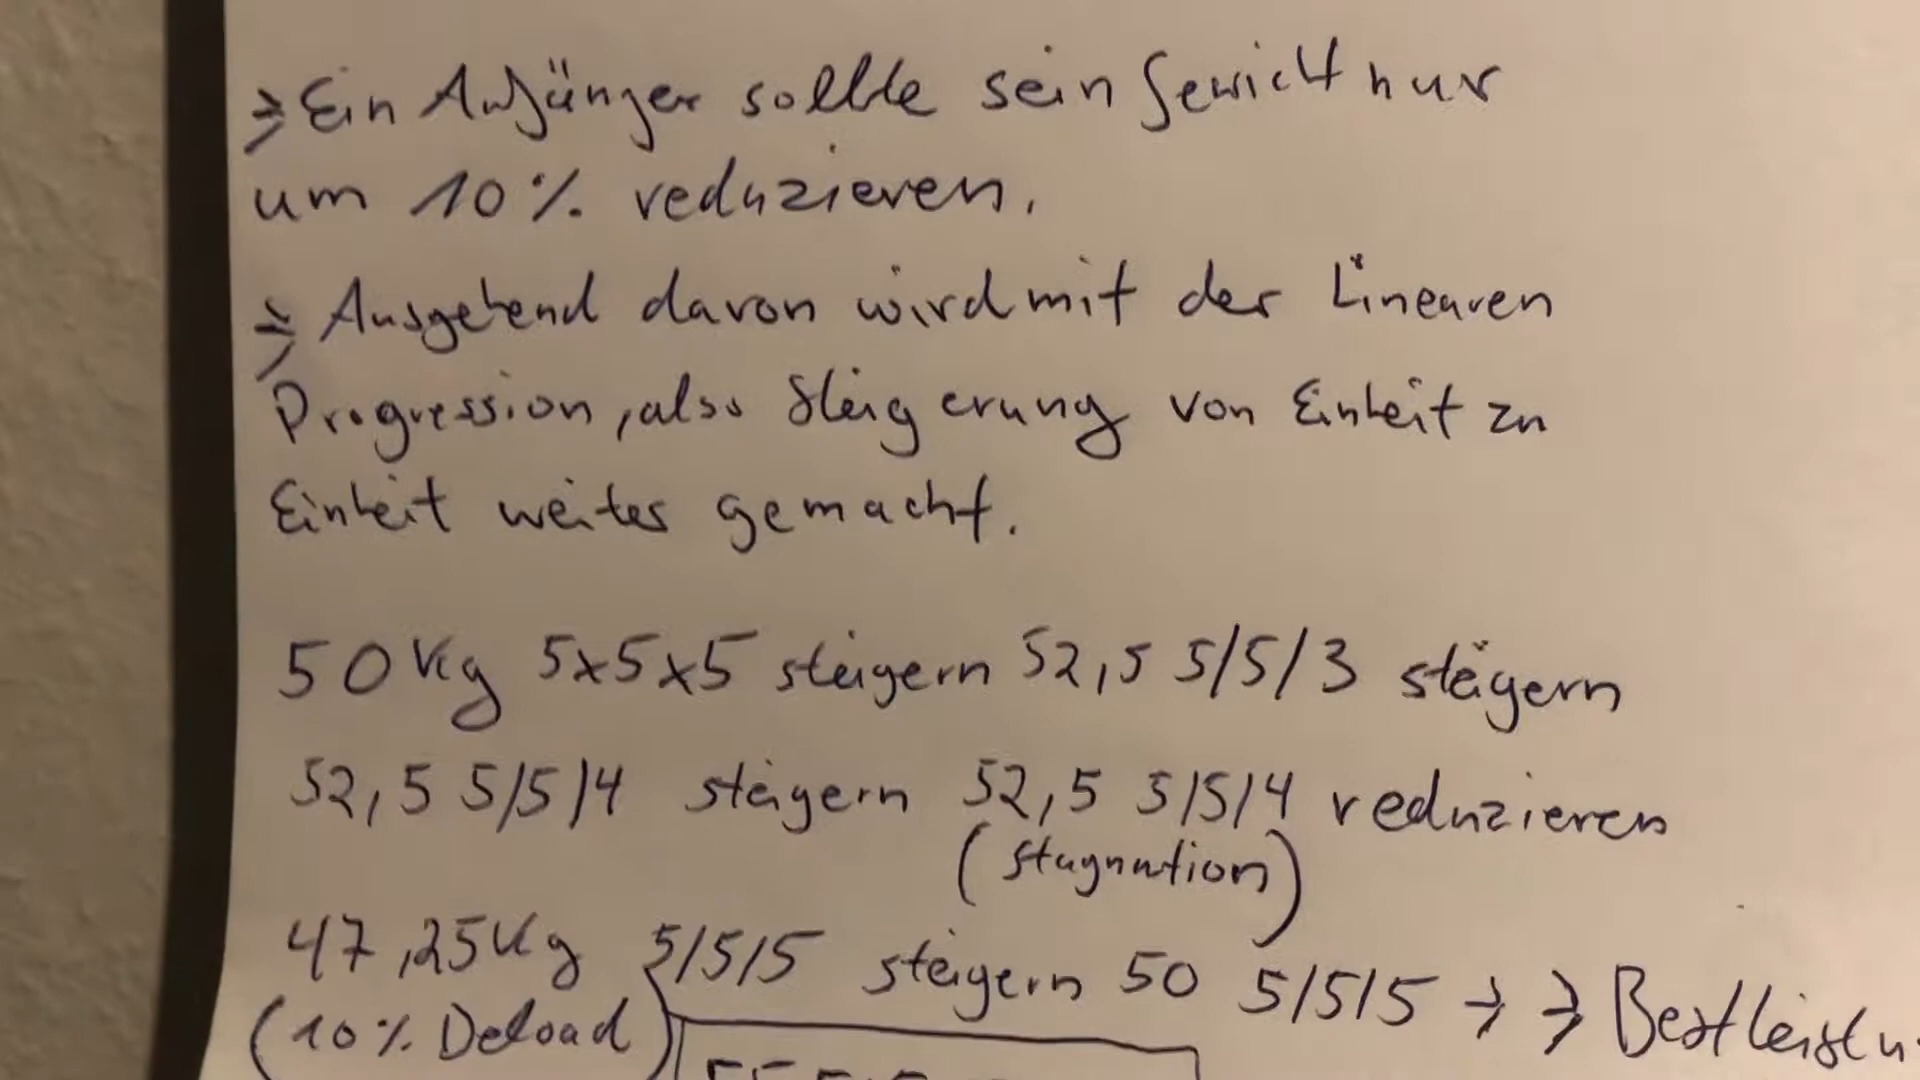 ⇒ Ein Anfänger sollte sein Gewicht nur
um 10% reduzieren.
⇒ Ausgehend davon wird mit der Linearen
Progression, also Steigerung von Einheit zu
Einheit weiter gemacht.
50 Kg 5x5x5 steigern 52,5 5/5/3 steigern
52,5 5/5/4 steigern 52,5 5/5/4 reduzieren
(Stagnation)
47,25Kg 5/5/5 steigern 50 5/5/5 → → Bestleistu
(10% Deload)